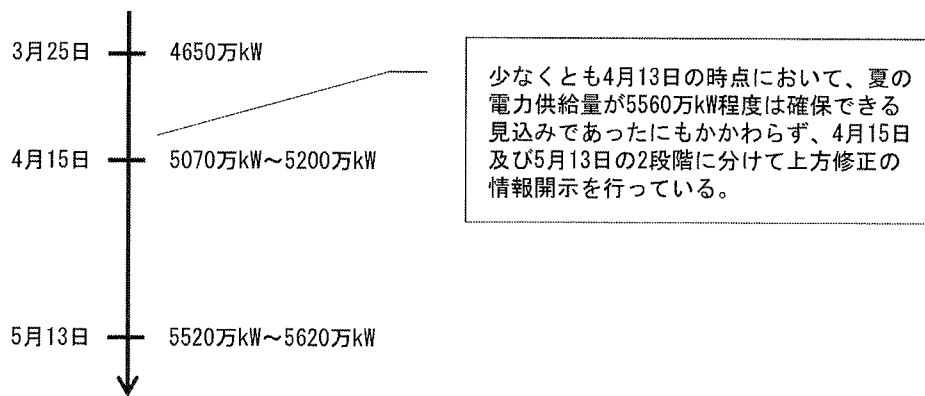 3月25日 4650万kW
少なくとも4月13日の時点において、夏の
電力供給量が5560万kW程度は確保できる
見込みであったにもかかわらず、4月15日
及び5月13日の2段階に分けて上方修正の
情報開示を行っている。
4月15日 5070万kW～5200万kW
5月13日 5520万kW～5620万kW